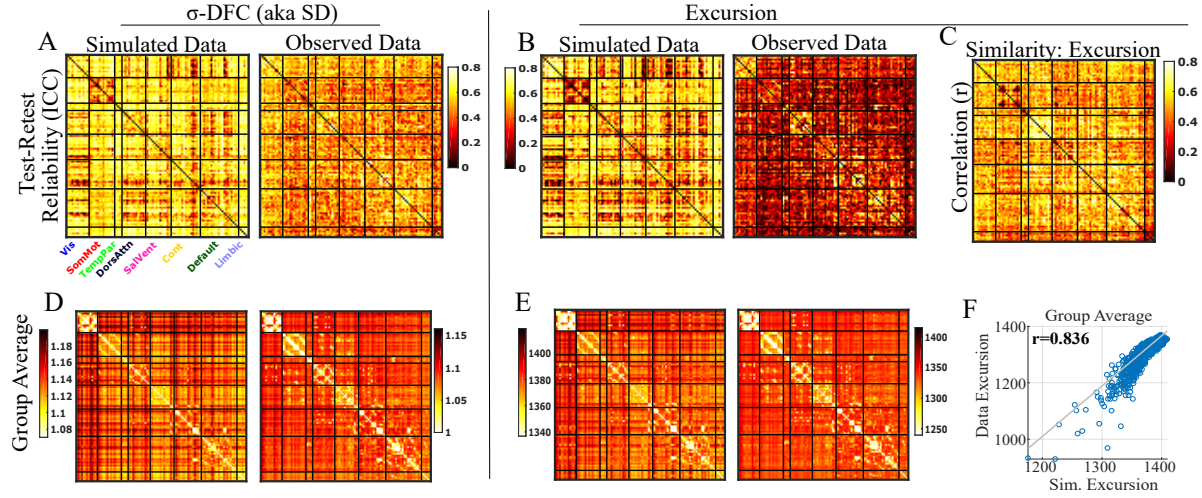 σ-DFC (aka SD)
Excursion
A
Simulated Data
Observed Data
B
Simulated Data
Observed Data
C
Similarity: Excursion
Test-Retest
Reliability (ICC)
0.8
0.6
0.4
0.2
0
0.8
0.6
0.4
0.2
0
Correlation (r)
0.8
0.6
0.4
0.2
0
Vis
SomMot
TempPar
DorsAttn
SalVent
Cont
Default
Limbic
D
Group Average
1.18
1.16
1.14
1.12
1.1
1.08
1.15
1.1
1.05
1
E
1400
1380
1360
1340
1400
1350
1300
1250
F
Group Average
r=0.836
Data Excursion
1400
1200
1000
1200
1300
1400
Sim. Excursion